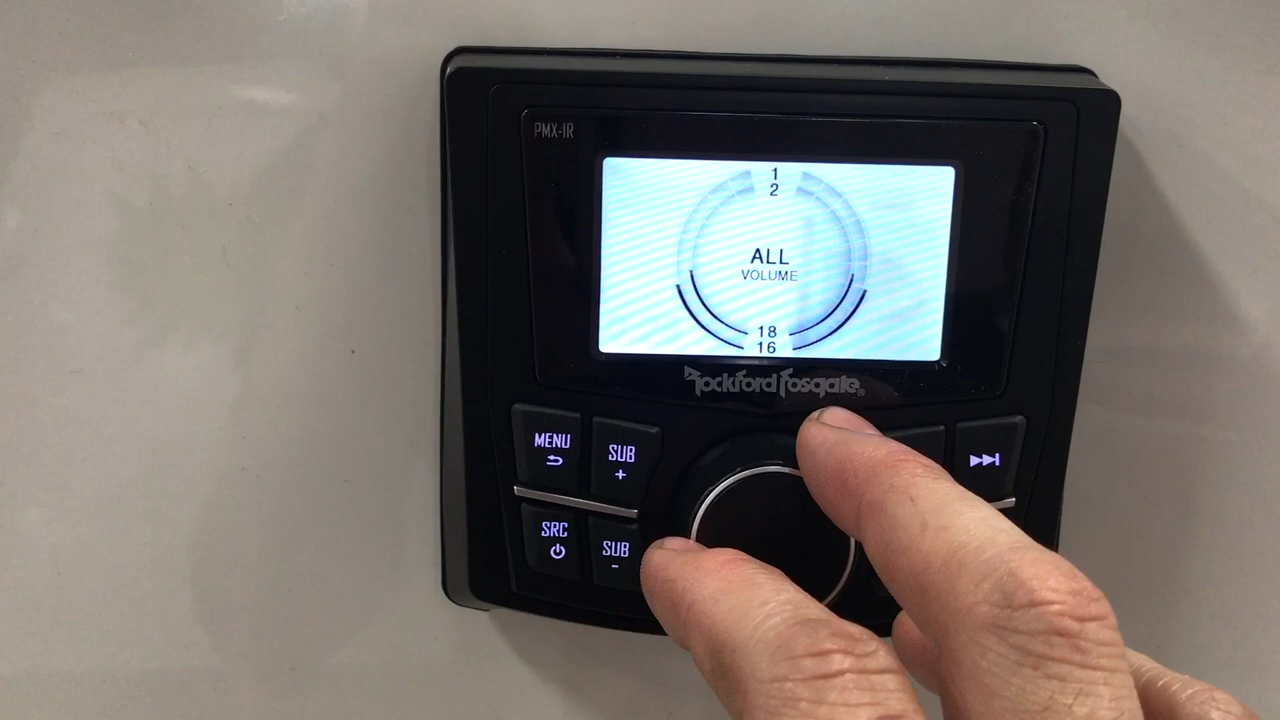 PMX-1R
1
2
ALL
VOLUME
18
16
Rockford Fosgate®
MENU
SUB
+
SRC
SUB
-